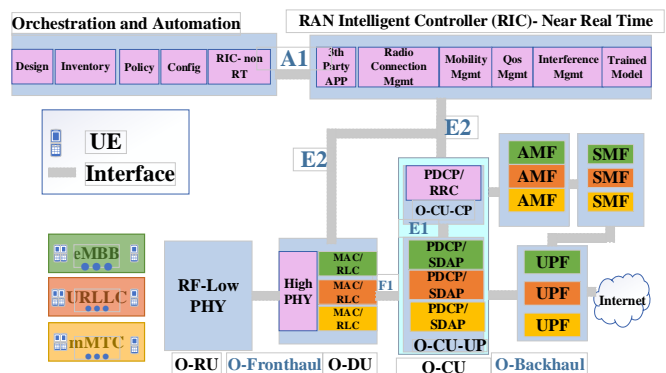 Orchestration and Automation
RAN Intelligent Controller (RIC)- Near Real Time
Design
Inventory
Policy
Config
RIC- non
RT
A1
3th
Party
APP
Radio
Connection
Mgmt
Mobility
Mgmt
Qos
Mgmt
Interference
Mgmt
Trained
Model
UE
Interface
E2
E2
PDCP/
RRC
O-CU-CP
E1
AMF
AMF
AMF
SMF
SMF
SMF
eMBB
URLLC
mMTC
RF-Low
PHY
High
PHY
MAC/
RLC
MAC/
RLC
MAC/
RLC
F1
PDCP/
SDAP
PDCP/
SDAP
PDCP/
SDAP
O-CU-UP
UPF
UPF
UPF
Internet
O-RU
O-Fronthaul
O-DU
O-CU
O-Backhaul